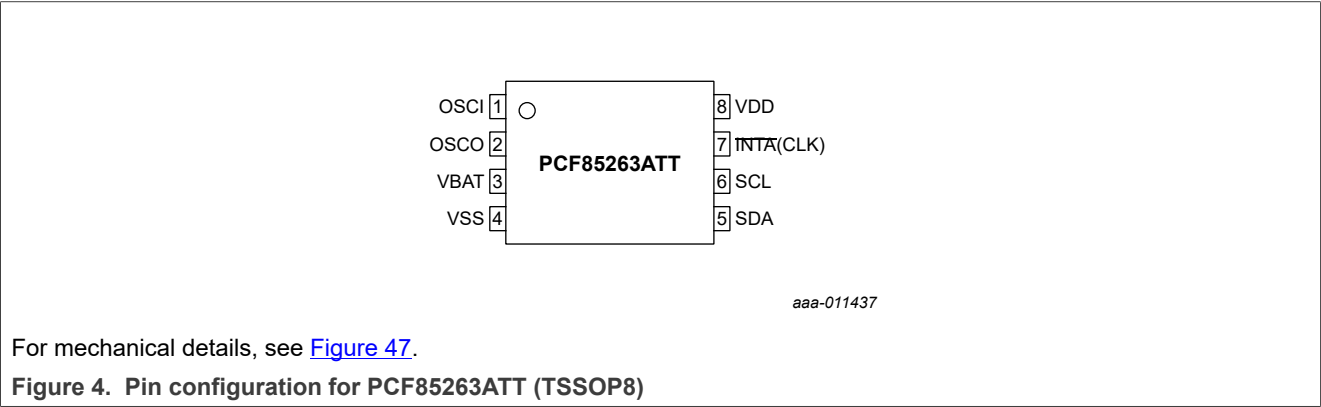 OSCI 1 8 VDD
OSCO 2 7 INTA(CLK)
PCF85263ATT
VBAT 3 6 SCL
VSS 4 5 SDA
aaa-011437
For mechanical details, see Figure 47.
Figure 4. Pin configuration for PCF85263ATT (TSSOP8)